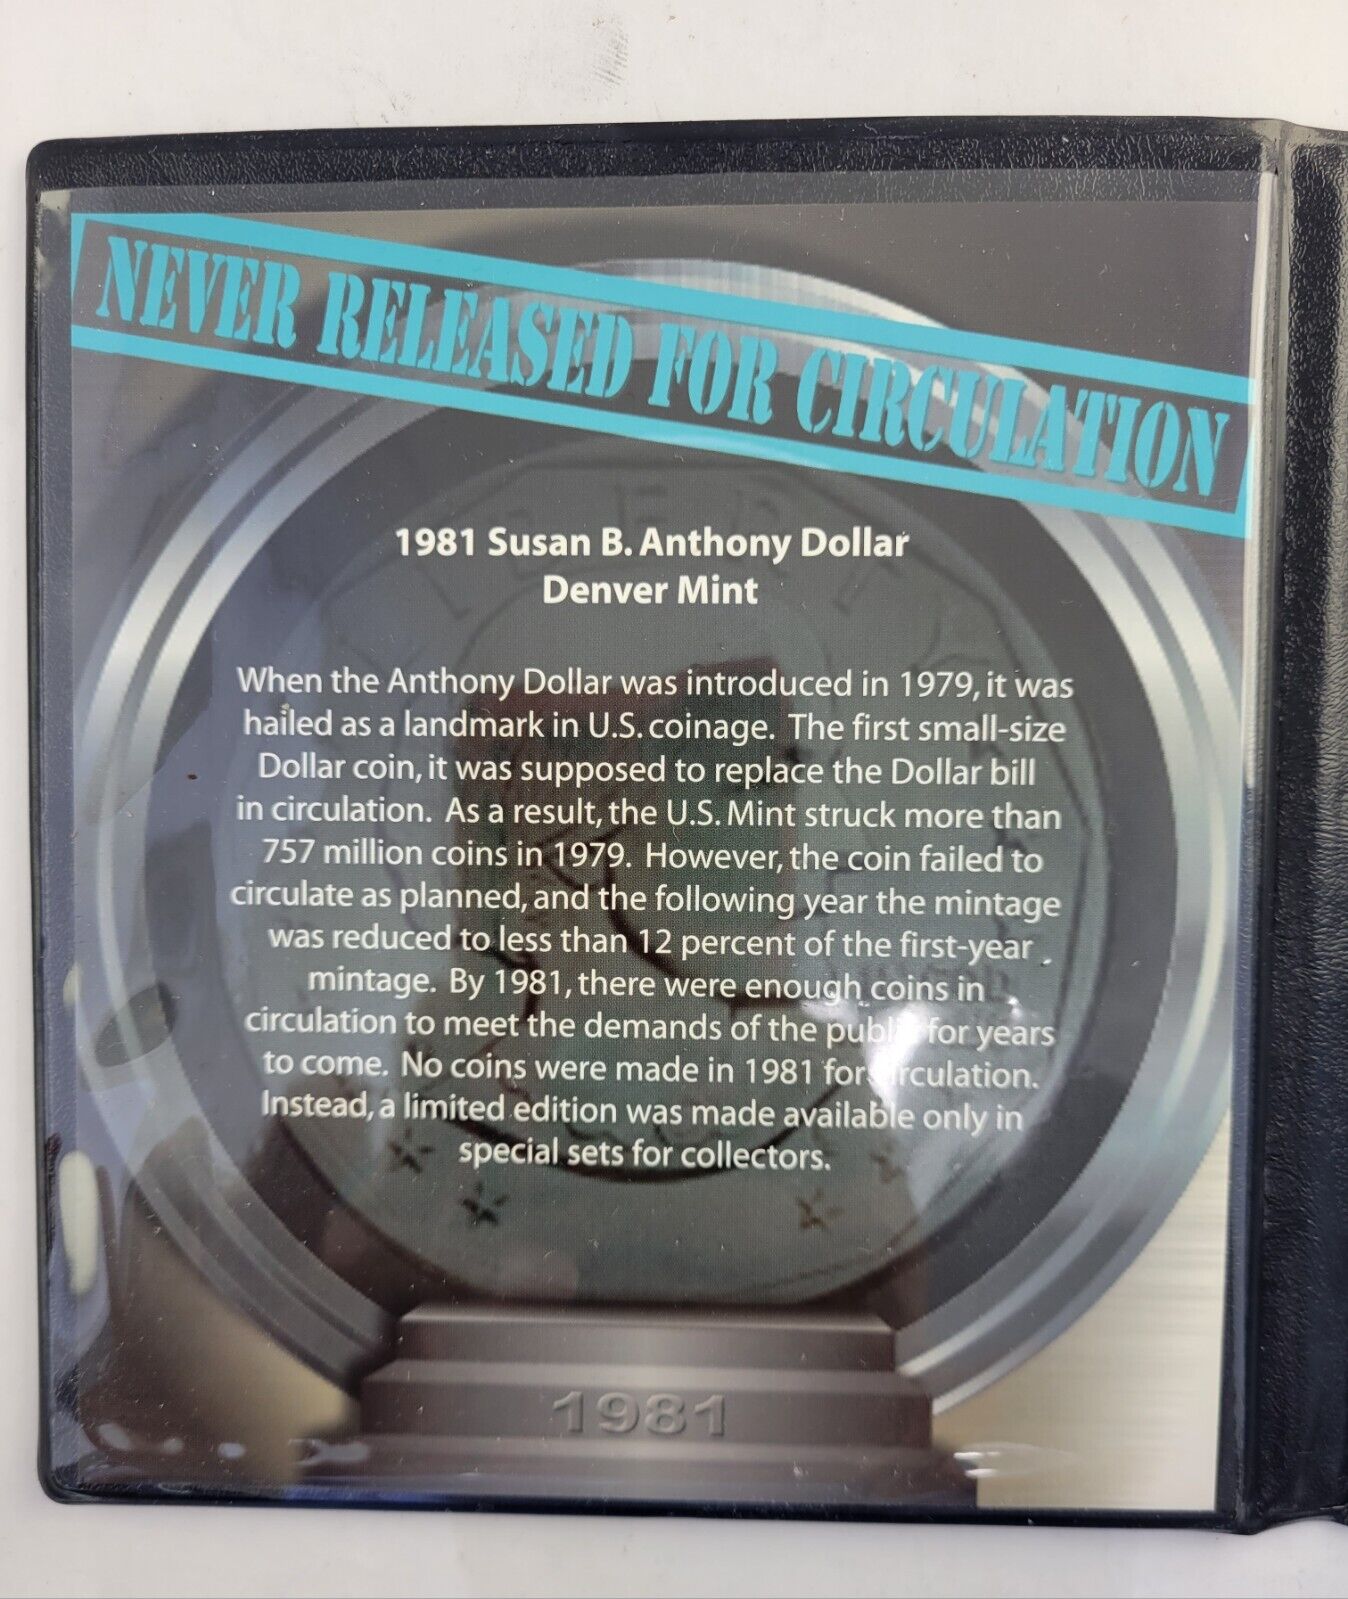 NEVER RELEASED FOR CIRCULATION
1981 Susan B. Anthony Dollar
Denver Mint
When the Anthony Dollar was introduced in 1979, it was
hailed as a landmark in U.S. coinage. The first small-size
Dollar coin, it was supposed to replace the Dollar bill
in circulation. As a result, the U.S. Mint struck more than
757 million coins in 1979. However, the coin failed to
circulate as planned, and the following year the mintage
was reduced to less than 12 percent of the first-year
mintage. By 1981, there were enough coins in
circulation to meet the demands of the public for years
to come. No coins were made in 1981 for circulation.
Instead, a limited edition was made available only in
special sets for collectors.
1981